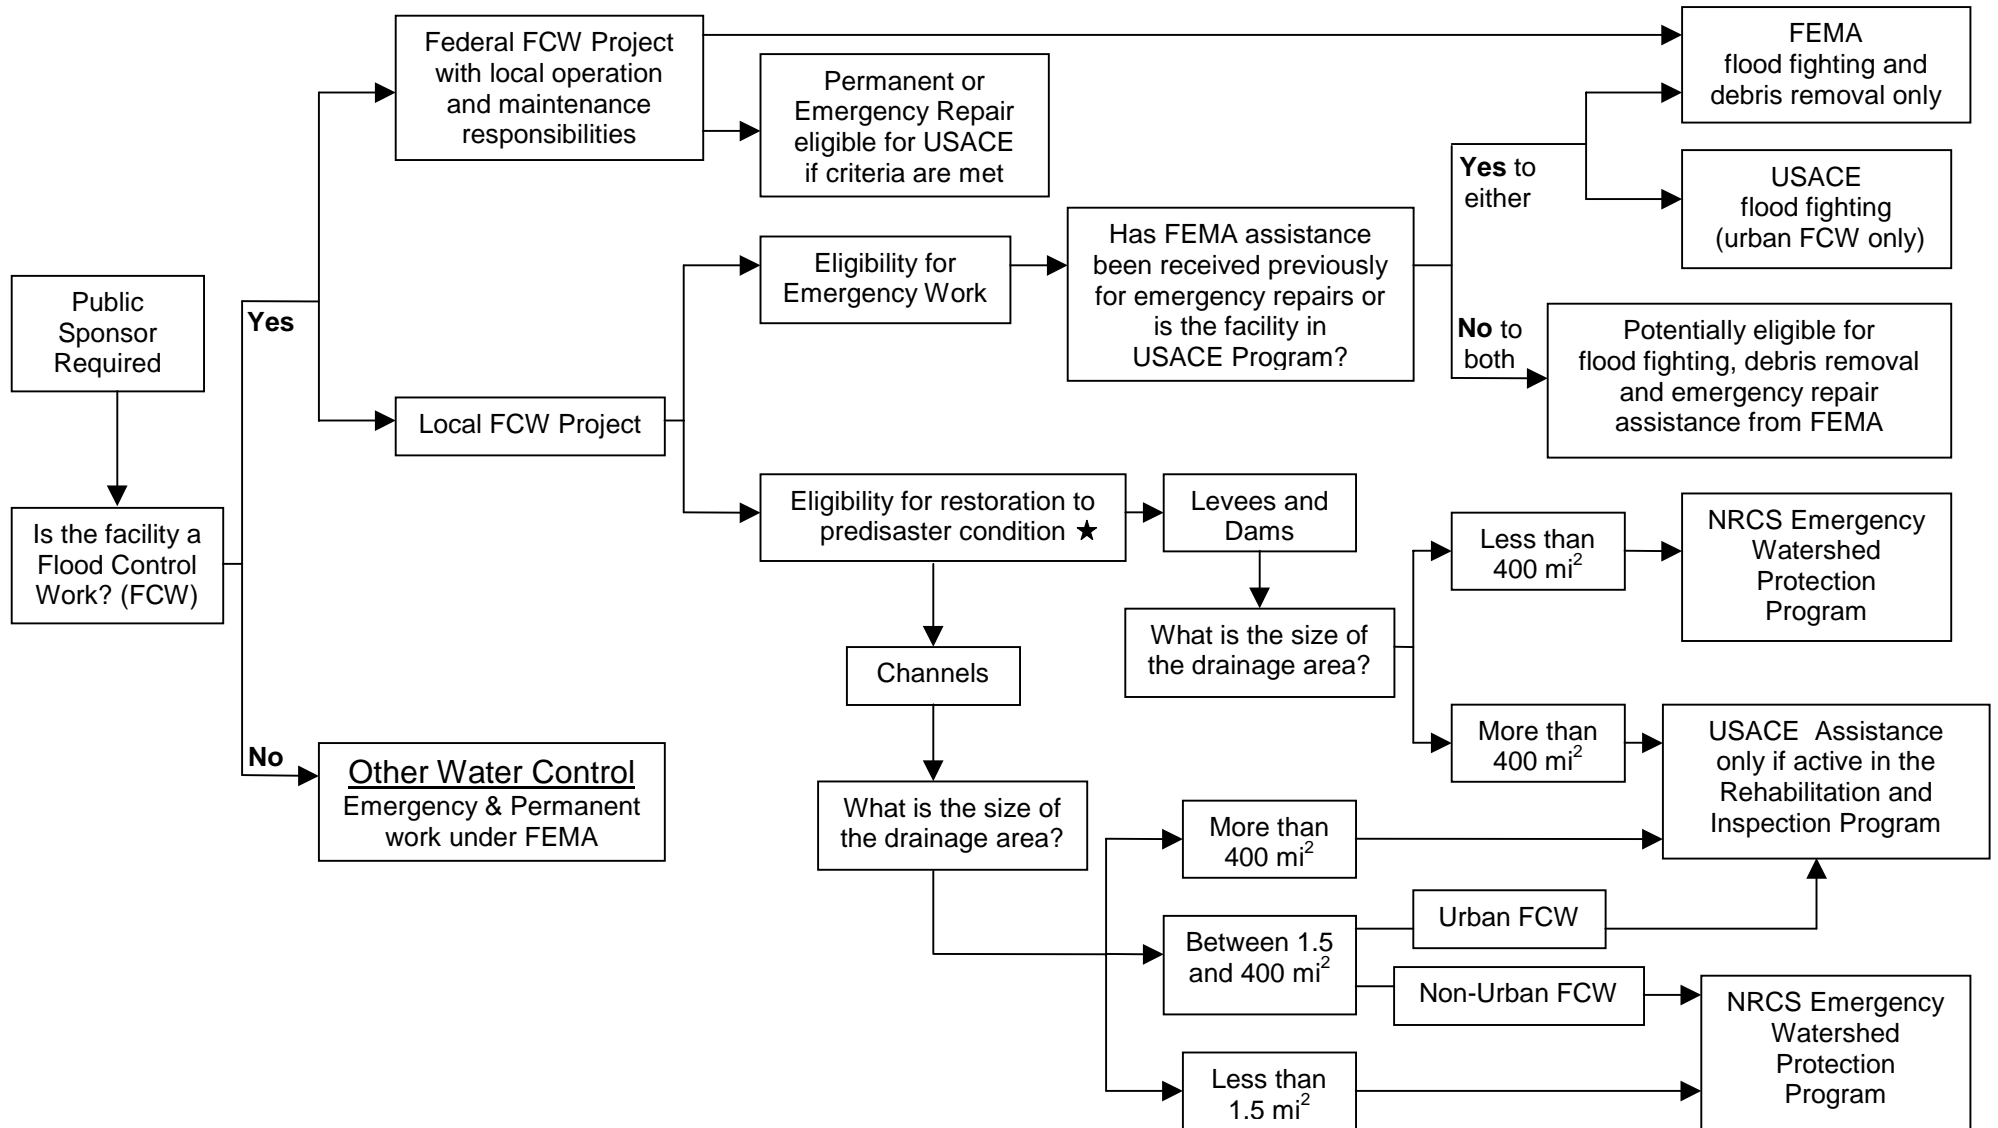 Public
Sponsor
Required
Is the facility a
Flood Control
Work? (FCW)
Yes
No
Federal FCW Project
with local operation
and maintenance
responsibilities
Permanent or
Emergency Repair
eligible for USACE
if criteria are met
FEMA
flood fighting and
debris removal only
Local FCW Project
Eligibility for
Emergency Work
Has FEMA assistance
been received previously
for emergency repairs or
is the facility in
USACE Program?
Yes to
either
USACE
flood fighting
(urban FCW only)
No to
both
Potentially eligible for
flood fighting, debris removal
and emergency repair
assistance from FEMA
Eligibility for restoration to
predisaster condition ★
Levees and
Dams
What is the size of
the drainage area?
Less than
400 mi²
NRCS Emergency
Watershed
Protection
Program
More than
400 mi²
USACE Assistance
only if active in the
Rehabilitation and
Inspection Program
Channels
What is the size of
the drainage area?
More than
400 mi²
Between 1.5
and 400 mi²
Urban FCW
Non-Urban FCW
Less than
1.5 mi²
NRCS Emergency
Watershed
Protection
Program
Other Water Control
Emergency & Permanent
work under FEMA